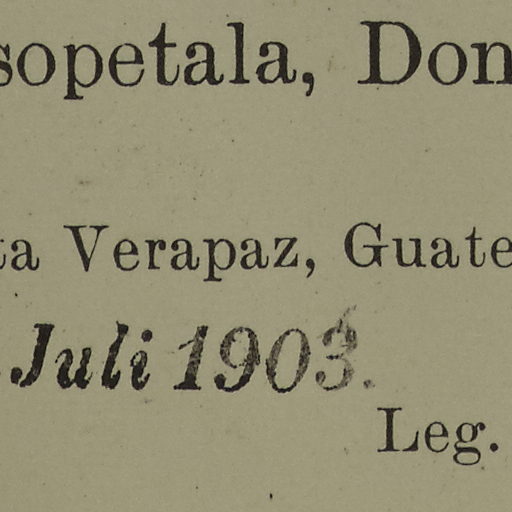 sopetala, Don
ta Verapaz, Guate
Juli 1903.
Leg.